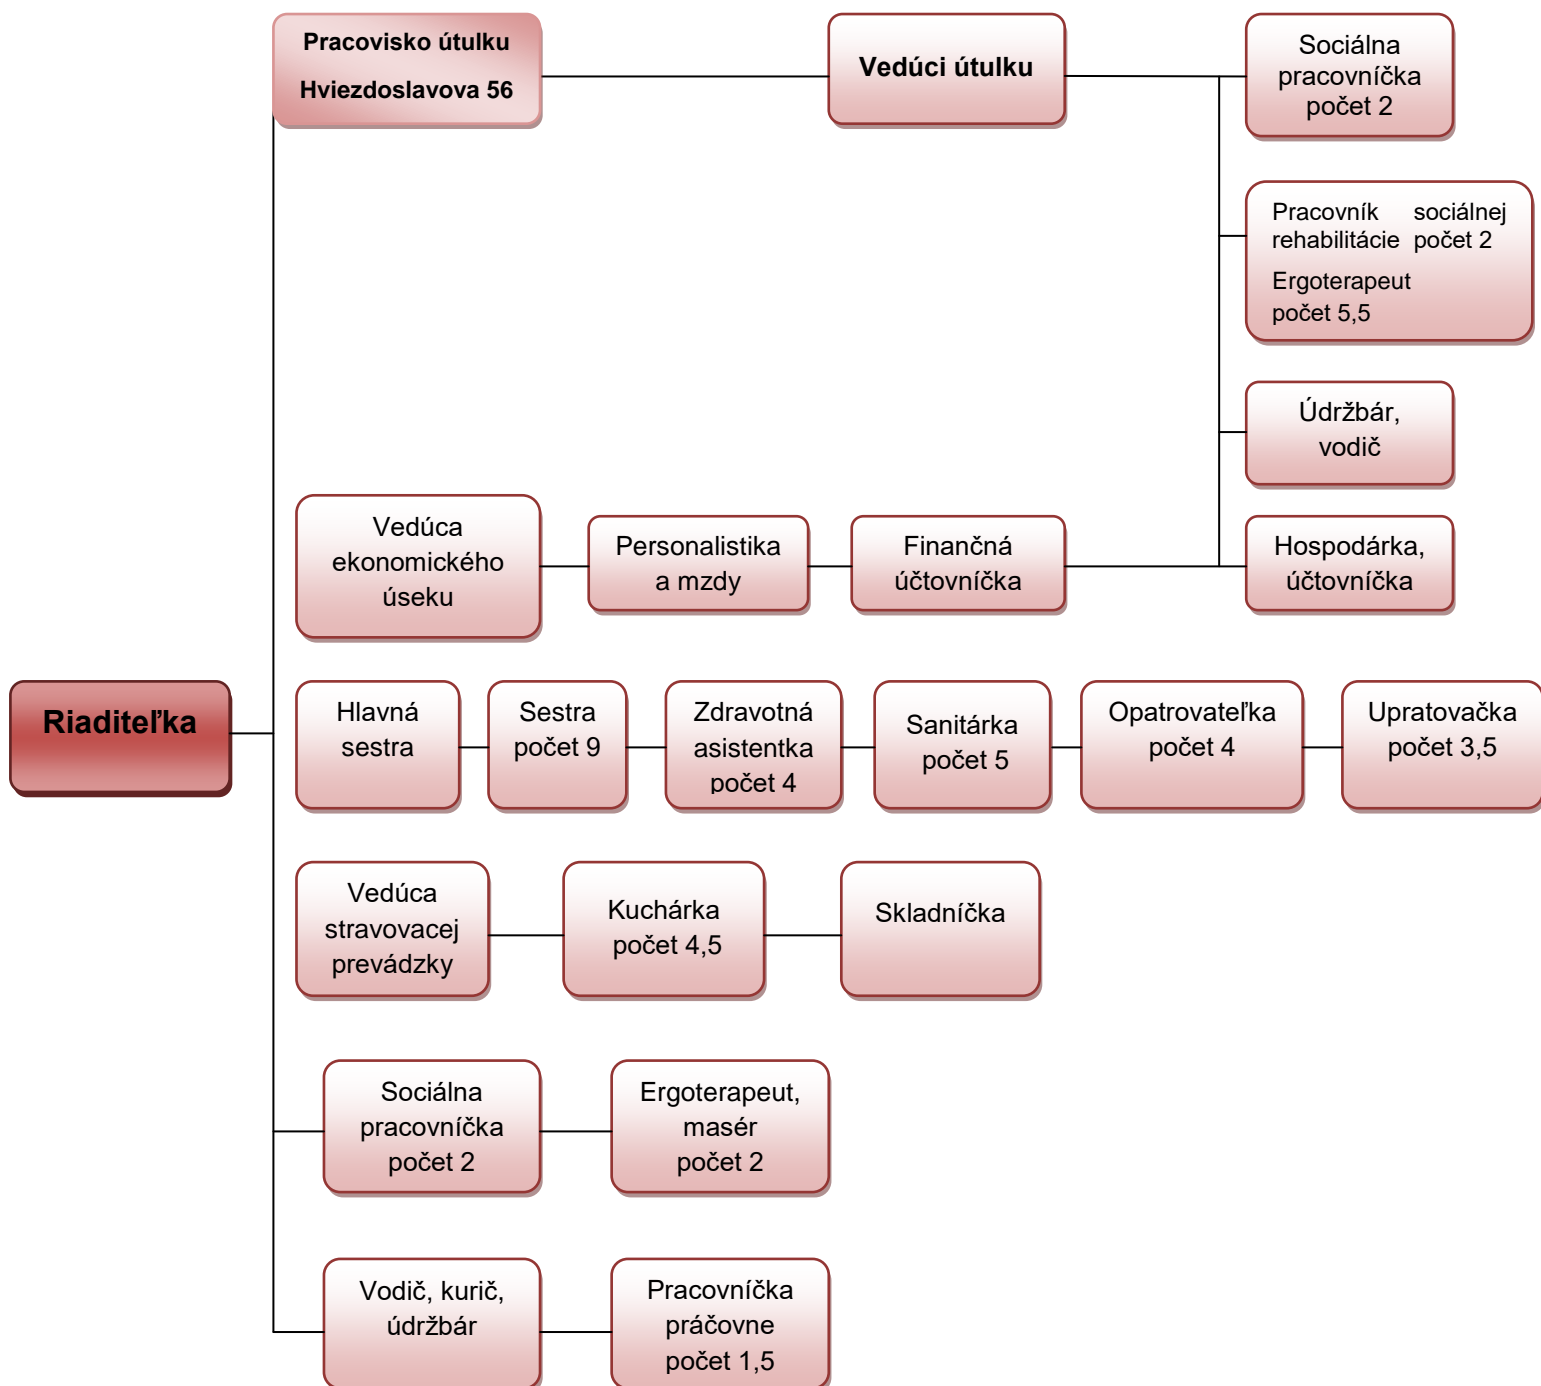 Pracovisko útulku
Hviezdoslavova 56
Vedúci útulku
Sociálna
pracovníčka
počet 2
Pracovník sociálnej
rehabilitácie počet 2
Ergoterapeut
počet 5,5
Údržbár,
vodič
Vedúca
ekonomického
úseku
Personalistika
a mzdy
Finančná
účtovníčka
Hospodárka,
účtovníčka
Riaditeľka
Hlavná
sestra
Sestra
počet 9
Zdravotná
asistentka
počet 4
Sanitárka
počet 5
Opatrovateľka
počet 4
Upratovačka
počet 3,5
Vedúca
stravovacej
prevádzky
Kuchárka
počet 4,5
Skladníčka
Sociálna
pracovníčka
počet 2
Ergoterapeut,
masér
počet 2
Vodič, kurič,
údržbár
Pracovníčka
práčovne
počet 1,5